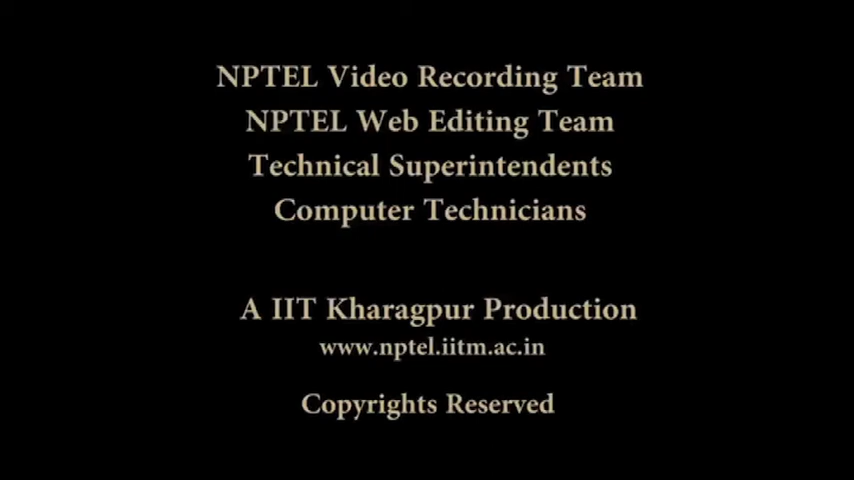 NPTEL Video Recording Team
NPTEL Web Editing Team
Technical Superintendents
Computer Technicians
A IIT Kharagpur Production
www.nptel.iitm.ac.in
Copyrights Reserved